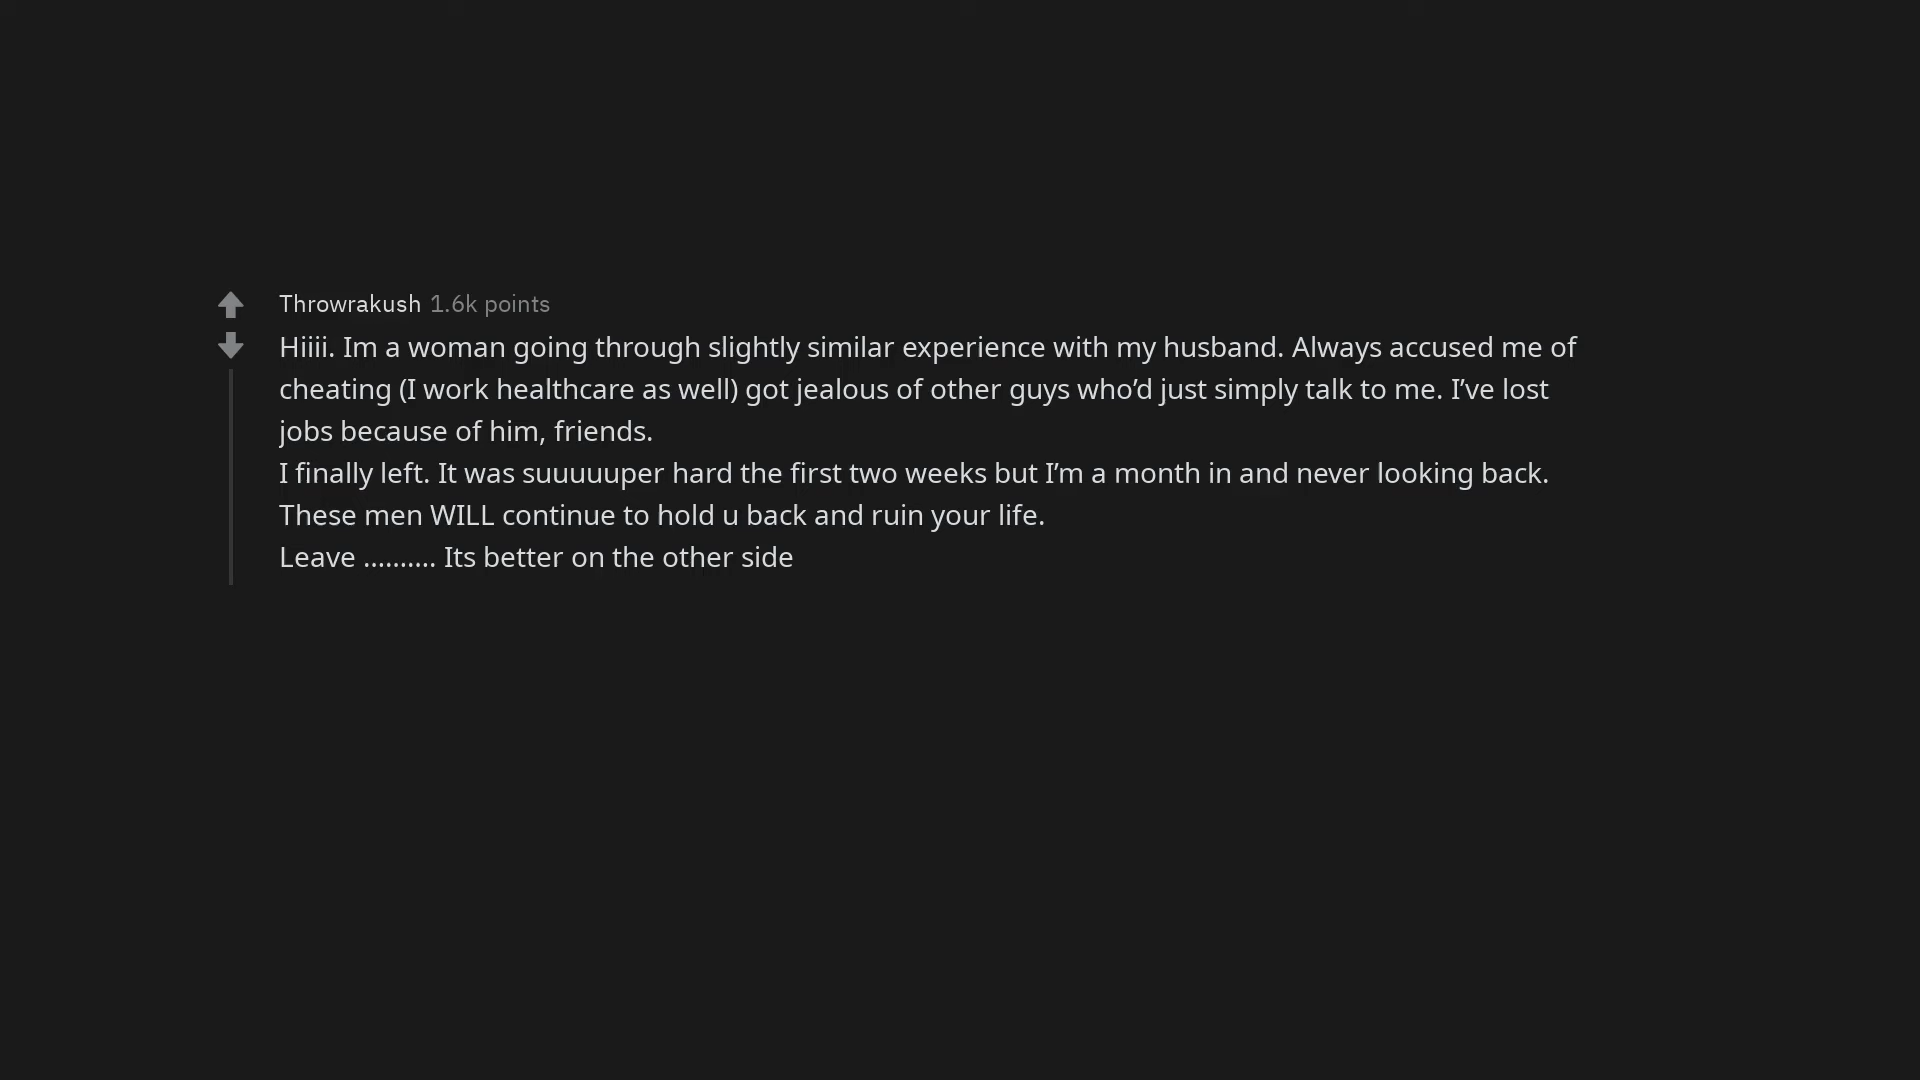 Throwrakush 1.6k points
Hiiii. Im a woman going through slightly similar experience with my husband. Always accused me of
cheating (I work healthcare as well) got jealous of other guys who’d just simply talk to me. I’ve lost
jobs because of him, friends.
I finally left. It was suuuuuper hard the first two weeks but I’m a month in and never looking back.
These men WILL continue to hold u back and ruin your life.
Leave .......... Its better on the other side